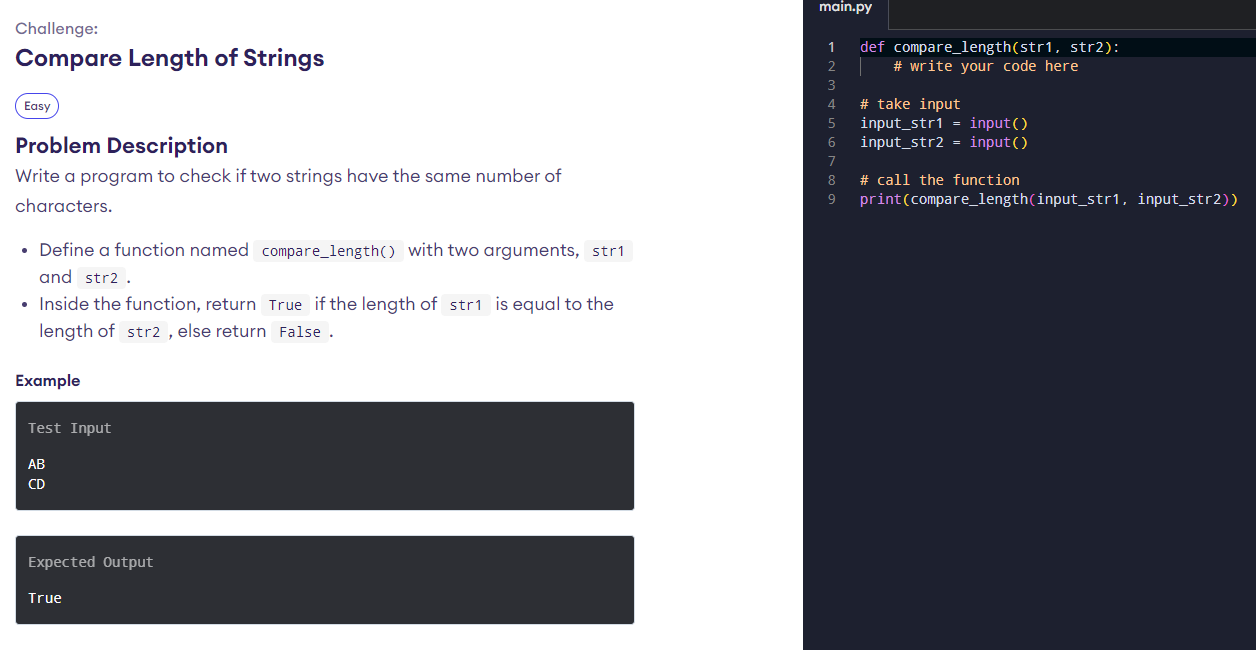 Challenge:
Compare Length of Strings
Easy
Problem Description
Write a program to check if two strings have the same number of
characters.
• Define a function named compare_length() with two arguments, str1
and str2 .
• Inside the function, return True if the length of str1 is equal to the
length of str2 , else return False .
Example
Test Input
AB
CD
Expected Output
True
main.py
1 def compare_length(str1, str2):
2     # write your code here
3
4 # take input
5 input_str1 = input()
6 input_str2 = input()
7
8 # call the function
9 print(compare_length(input_str1, input_str2))